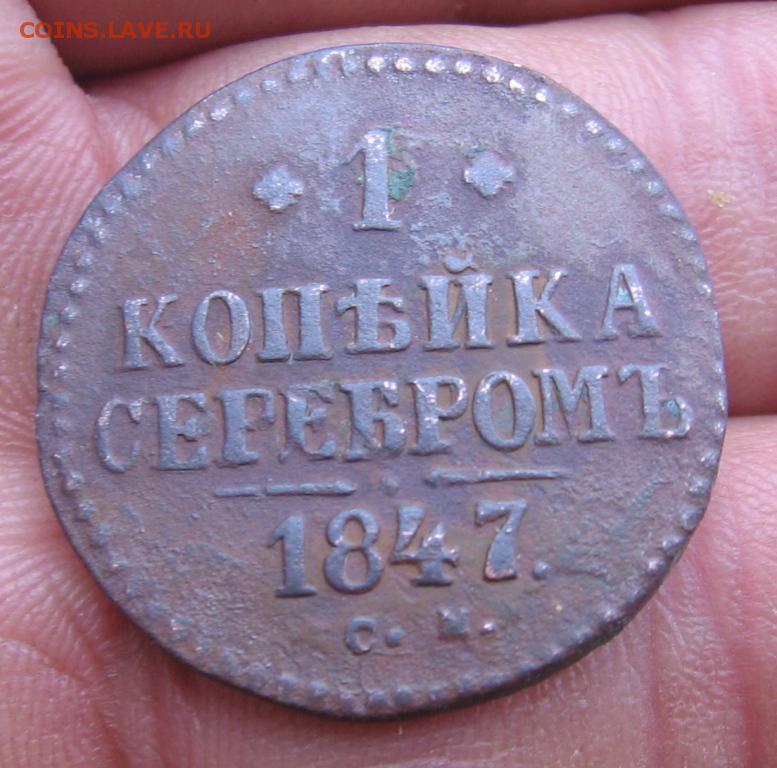 COINS.LAVE.RU
1
КОПѢЙКА
СЕРЕБРОМЪ
1847.
С. М.